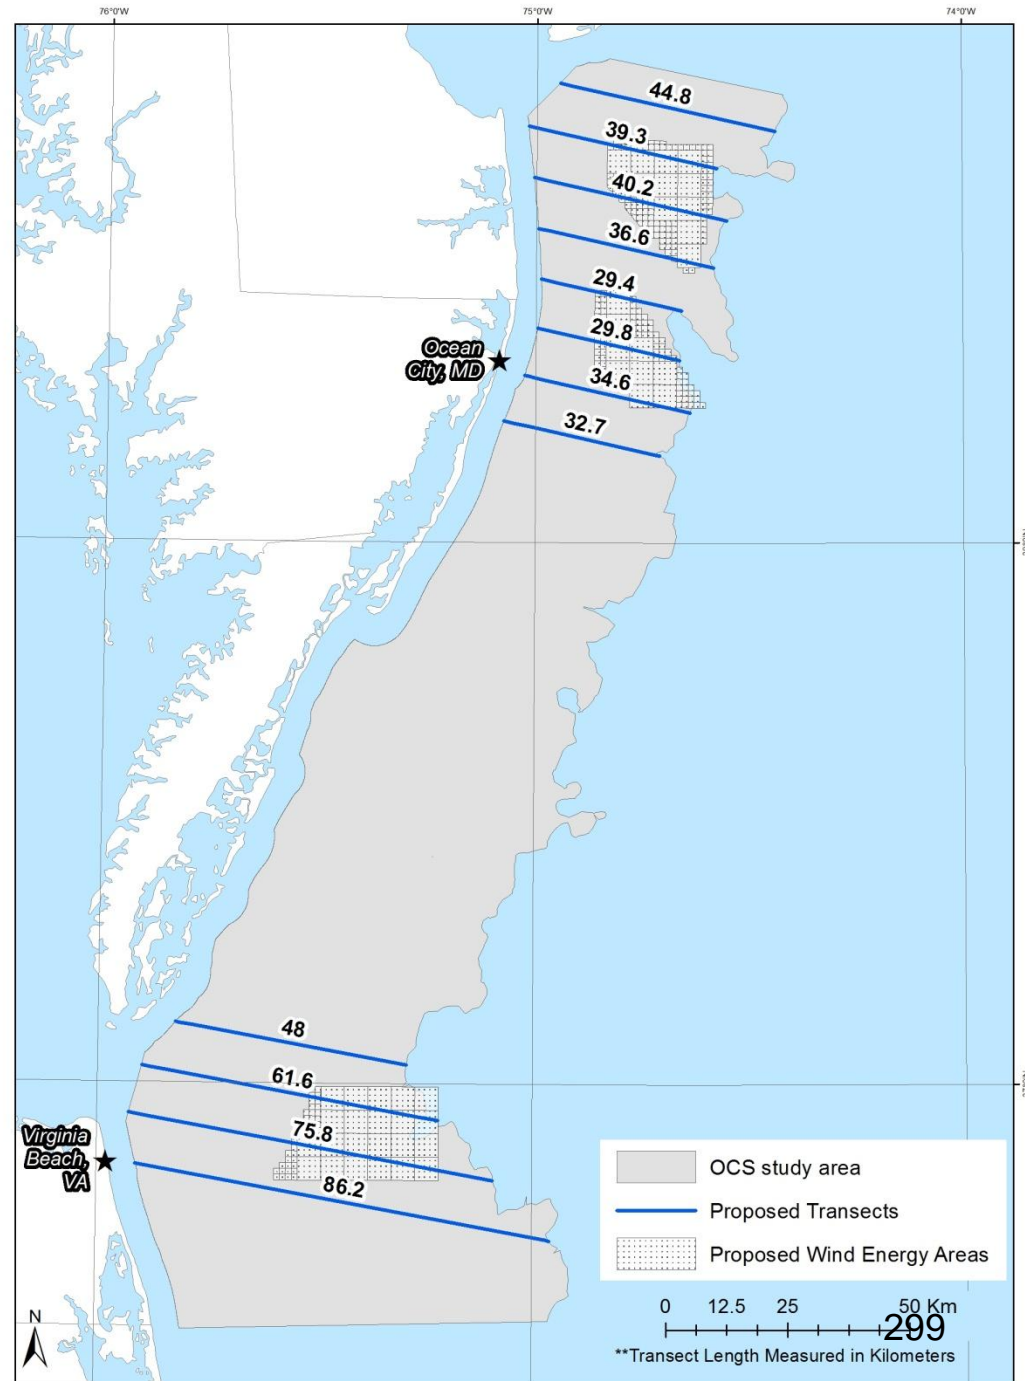 76°0'W
75°0'W
74°0'W
44.8
39.3
40.2
36.6
29.4
29.8
34.6
32.7
Ocean
City, MD
48
61.6
75.8
86.2
Virginia
Beach,
VA
OCS study area
Proposed Transects
Proposed Wind Energy Areas
N
0 12.5 25 50 Km
299
**Transect Length Measured in Kilometers